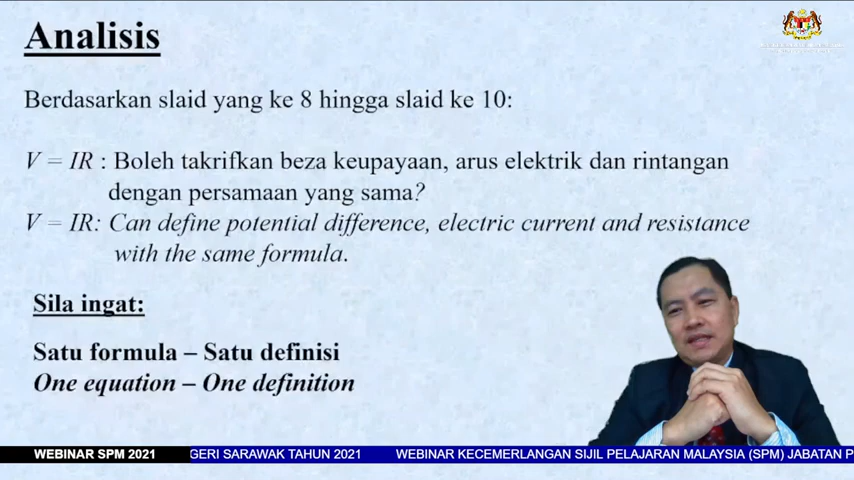 Analisis
Berdasarkan slaid yang ke 8 hingga slaid ke 10:
V = IR : Boleh takrifkan beza keupayaan, arus elektrik dan rintangan
dengan persamaan yang sama?
V = IR: Can define potential difference, electric current and resistance
with the same formula.
Sila ingat:
Satu formula – Satu definisi
One equation – One definition
WEBINAR SPM 2021
GERI SARAWAK TAHUN 2021 WEBINAR KECEMERLANGAN SIJIL PELAJARAN MALAYSIA (SPM) JABATAN P